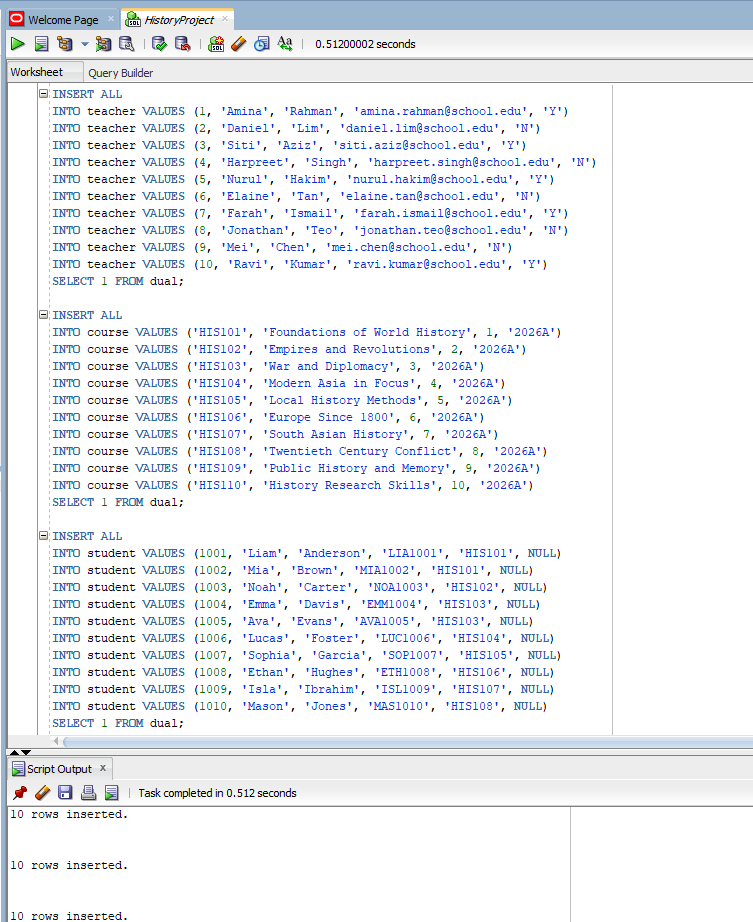 Welcome Page
HistoryProject
SQL
0.51200002 seconds
Worksheet
Query Builder
INSERT ALL
INTO teacher VALUES (1, 'Amina', 'Rahman', 'amina.rahman@school.edu', 'Y')
INTO teacher VALUES (2, 'Daniel', 'Lim', 'daniel.lim@school.edu', 'N')
INTO teacher VALUES (3, 'Siti', 'Aziz', 'siti.aziz@school.edu', 'Y')
INTO teacher VALUES (4, 'Harpreet', 'Singh', 'harpreet.singh@school.edu', 'N')
INTO teacher VALUES (5, 'Nurul', 'Hakim', 'nurul.hakim@school.edu', 'Y')
INTO teacher VALUES (6, 'Elaine', 'Tan', 'elaine.tan@school.edu', 'N')
INTO teacher VALUES (7, 'Farah', 'Ismail', 'farah.ismail@school.edu', 'Y')
INTO teacher VALUES (8, 'Jonathan', 'Teo', 'jonathan.teo@school.edu', 'N')
INTO teacher VALUES (9, 'Mei', 'Chen', 'mei.chen@school.edu', 'N')
INTO teacher VALUES (10, 'Ravi', 'Kumar', 'ravi.kumar@school.edu', 'Y')
SELECT 1 FROM dual;
INSERT ALL
INTO course VALUES ('HIS101', 'Foundations of World History', 1, '2026A')
INTO course VALUES ('HIS102', 'Empires and Revolutions', 2, '2026A')
INTO course VALUES ('HIS103', 'War and Diplomacy', 3, '2026A')
INTO course VALUES ('HIS104', 'Modern Asia in Focus', 4, '2026A')
INTO course VALUES ('HIS105', 'Local History Methods', 5, '2026A')
INTO course VALUES ('HIS106', 'Europe Since 1800', 6, '2026A')
INTO course VALUES ('HIS107', 'South Asian History', 7, '2026A')
INTO course VALUES ('HIS108', 'Twentieth Century Conflict', 8, '2026A')
INTO course VALUES ('HIS109', 'Public History and Memory', 9, '2026A')
INTO course VALUES ('HIS110', 'History Research Skills', 10, '2026A')
SELECT 1 FROM dual;
INSERT ALL
INTO student VALUES (1001, 'Liam', 'Anderson', 'LIA1001', 'HIS101', NULL)
INTO student VALUES (1002, 'Mia', 'Brown', 'MIA1002', 'HIS101', NULL)
INTO student VALUES (1003, 'Noah', 'Carter', 'NOA1003', 'HIS102', NULL)
INTO student VALUES (1004, 'Emma', 'Davis', 'EMM1004', 'HIS103', NULL)
INTO student VALUES (1005, 'Ava', 'Evans', 'AVA1005', 'HIS103', NULL)
INTO student VALUES (1006, 'Lucas', 'Foster', 'LUC1006', 'HIS104', NULL)
INTO student VALUES (1007, 'Sophia', 'Garcia', 'SOP1007', 'HIS105', NULL)
INTO student VALUES (1008, 'Ethan', 'Hughes', 'ETH1008', 'HIS106', NULL)
INTO student VALUES (1009, 'Isla', 'Ibrahim', 'ISL1009', 'HIS107', NULL)
INTO student VALUES (1010, 'Mason', 'Jones', 'MAS1010', 'HIS108', NULL)
SELECT 1 FROM dual;
Script Output
Task completed in 0.512 seconds
10 rows inserted.
10 rows inserted.
10 rows inserted.